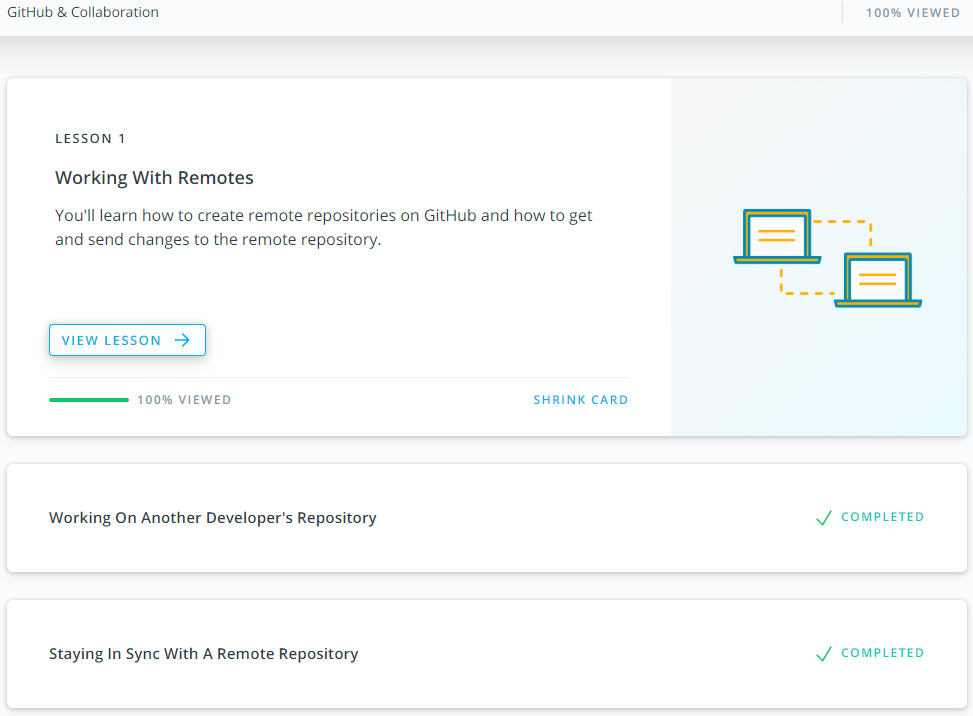 GitHub & Collaboration
100% VIEWED
LESSON 1
Working With Remotes
You'll learn how to create remote repositories on GitHub and how to get
and send changes to the remote repository.
VIEW LESSON
100% VIEWED
SHRINK CARD
Working On Another Developer's Repository
COMPLETED
Staying In Sync With A Remote Repository
COMPLETED